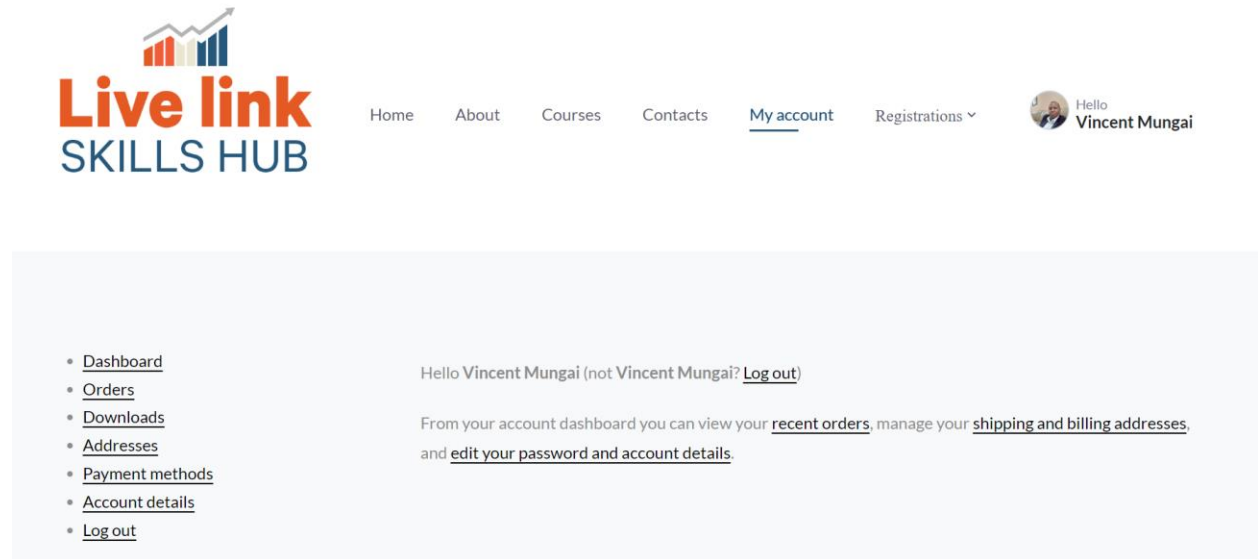 Live link
SKILLS HUB
Home About Courses Contacts My account Registrations
Hello
Vincent Mungai
Dashboard
Orders
Downloads
Addresses
Payment methods
Account details
Log out
Hello Vincent Mungai (not Vincent Mungai? Log out)
From your account dashboard you can view your recent orders, manage your shipping and billing addresses,
and edit your password and account details.